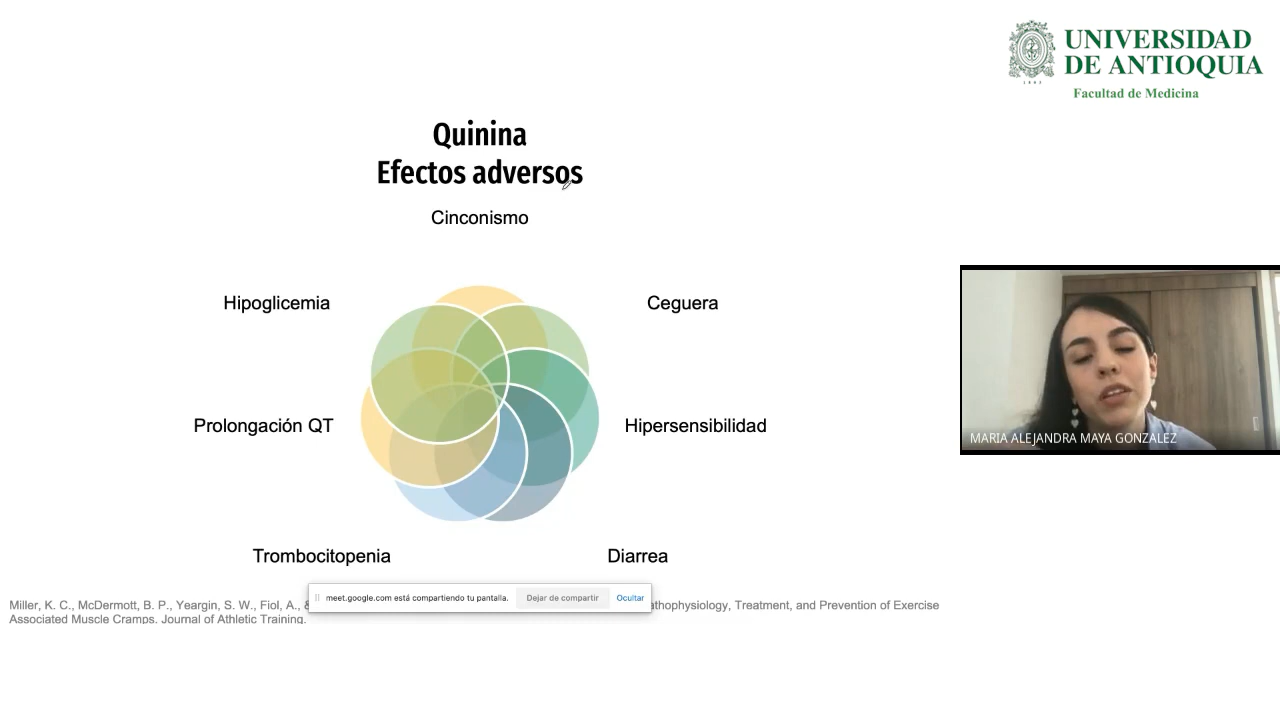 UNIVERSIDAD
DE ANTIOQUIA
1803
Facultad de Medicina
Quinina
Efectos adversos
Cinconismo
Hipoglicemia
Ceguera
Prolongación QT
Hipersensibilidad
Trombocitopenia
Diarrea
MARIA ALEJANDRA MAYA GONZALEZ
meet.google.com está compartiendo tu pantalla.
Dejar de compartir
Ocultar
Miller, K. C., McDermott, B. P., Yeargin, S. W., Fiol, A., & athophysiology, Treatment, and Prevention of Exercise
Associated Muscle Cramps. Journal of Athletic Training.